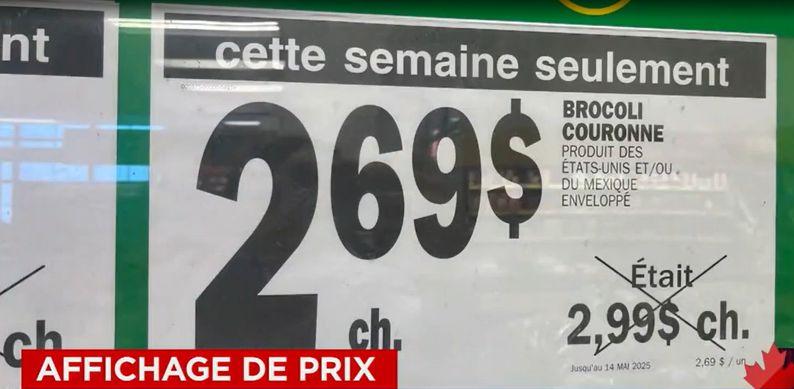 nt
cette semaine seulement
2 69$ ch.
BROCOLI
COURONNE
PRODUIT DES
ÉTATS-UNIS ET/OU
DU MEXIQUE
ENVELOPPÉ
Était
2,99$ ch.
Jusqu'au 14 MAI 2025
2,69 $ / un
ch
AFFICHAGE DE PRIX